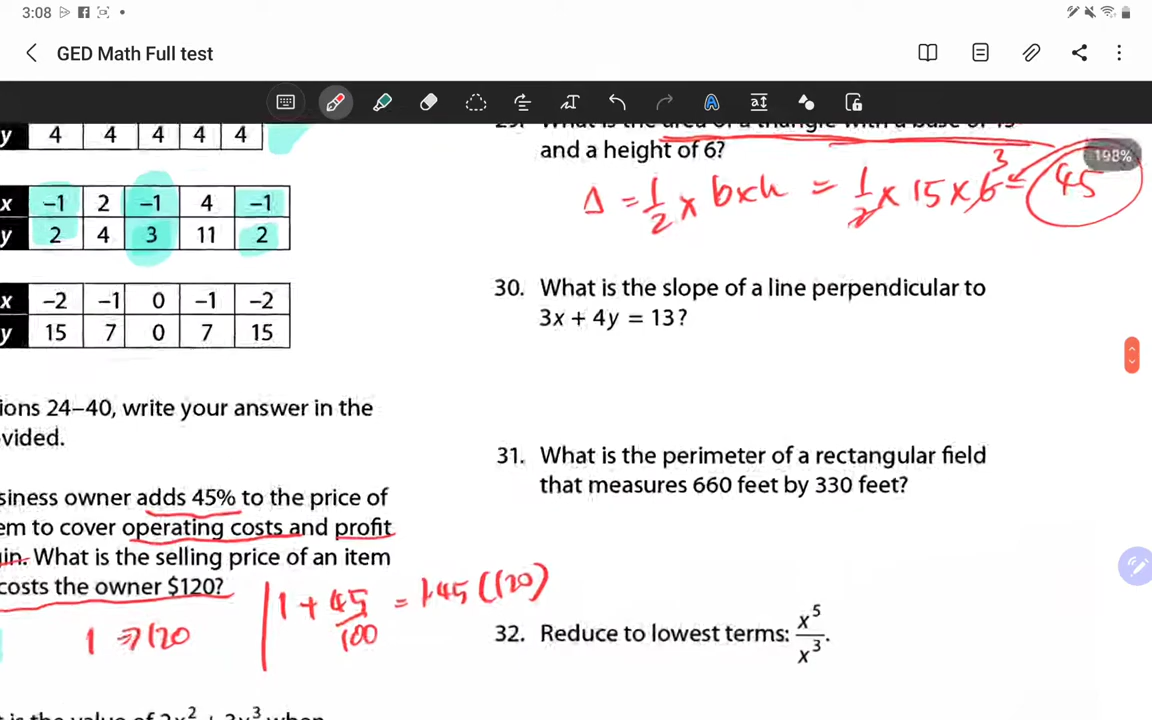 3:08
GED Math Full test
y 4 4 4 4 4
x -1 2 -1 4 -1
y 2 4 3 11 2
x -2 -1 0 -1 -2
y 15 7 0 7 15
ions 24-40, write your answer in the
vided.
siness owner adds 45% to the price of
em to cover operating costs and profit
gin. What is the selling price of an item
costs the owner $120?
1 ⇒ 120
1 + 45/100 = 1.45 (120)
and a height of 6?
Δ = 1/2 x b x h = 1/2 x 15 x 6 3 = 45
198%
30. What is the slope of a line perpendicular to
3x + 4y = 13?
31. What is the perimeter of a rectangular field
that measures 660 feet by 330 feet?
32. Reduce to lowest terms: x⁵/x³.